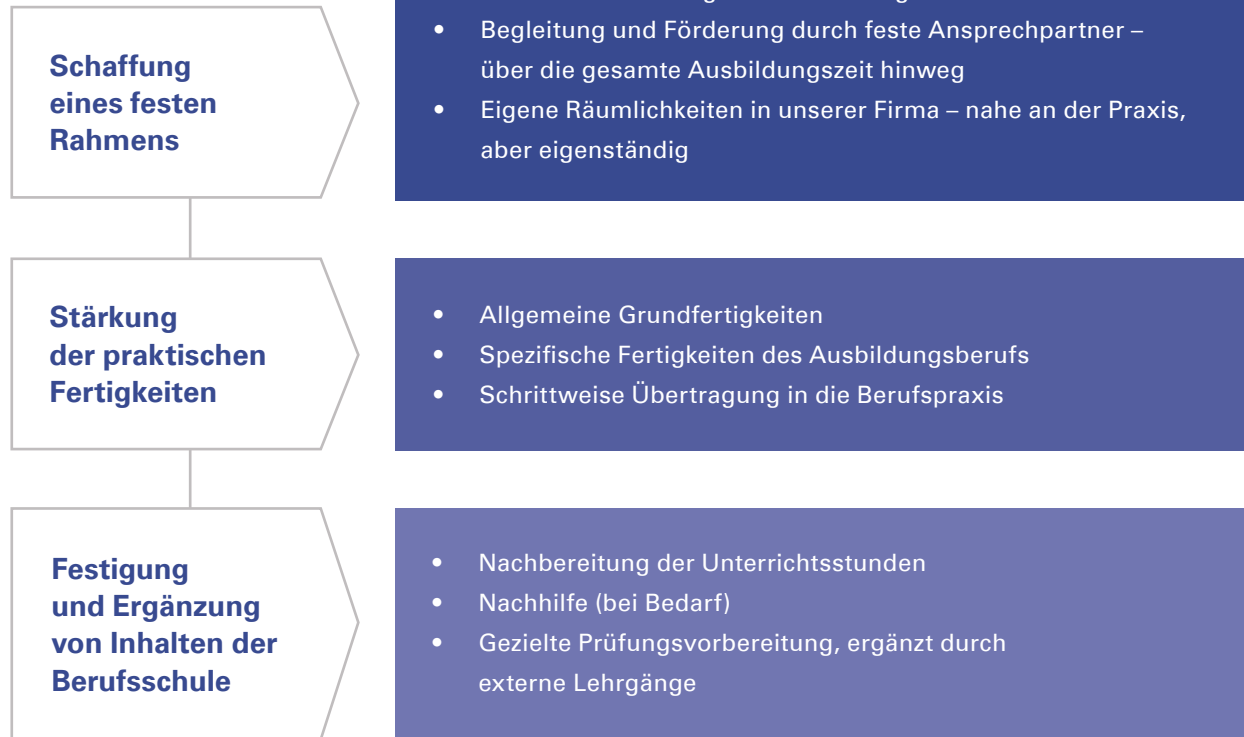 Schaffung
eines festen
Rahmens
• Begleitung und Förderung durch feste Ansprechpartner –
über die gesamte Ausbildungszeit hinweg
• Eigene Räumlichkeiten in unserer Firma – nahe an der Praxis,
aber eigenständig
Stärkung
der praktischen
Fertigkeiten
• Allgemeine Grundfertigkeiten
• Spezifische Fertigkeiten des Ausbildungsberufs
• Schrittweise Übertragung in die Berufspraxis
Festigung
und Ergänzung
von Inhalten der
Berufsschule
• Nachbereitung der Unterrichtsstunden
• Nachhilfe (bei Bedarf)
• Gezielte Prüfungsvorbereitung, ergänzt durch
externe Lehrgänge